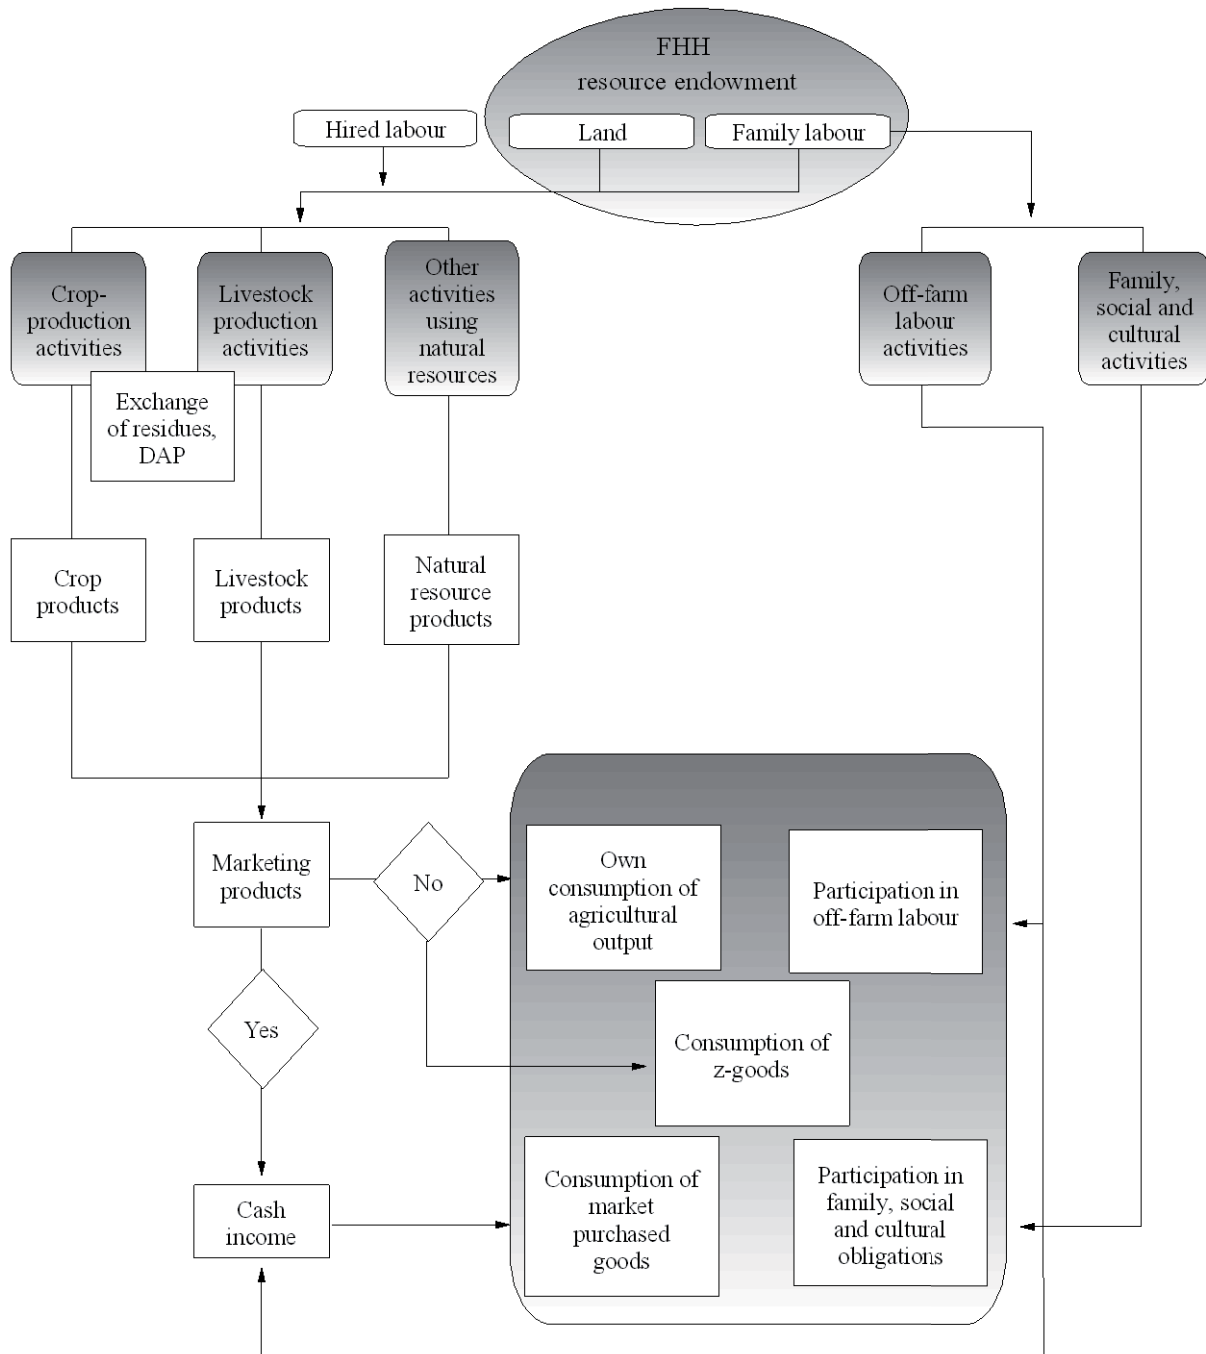 FHH
resource endowment
Hired labour
Land
Family labour
Crop-
production
activities
Livestock
production
activities
Other
activities
using
natural
resources
Off-farm
labour
activities
Family,
social and
cultural
activities
Exchange
of residues,
DAP
Crop
products
Livestock
products
Natural
resource
products
Marketing
products
No
Own
consumption of
agricultural
output
Participation in
off-farm labour
Yes
Consumption of
z-goods
Cash
income
Consumption of
market
purchased
goods
Participation in
family, social
and cultural
obligations